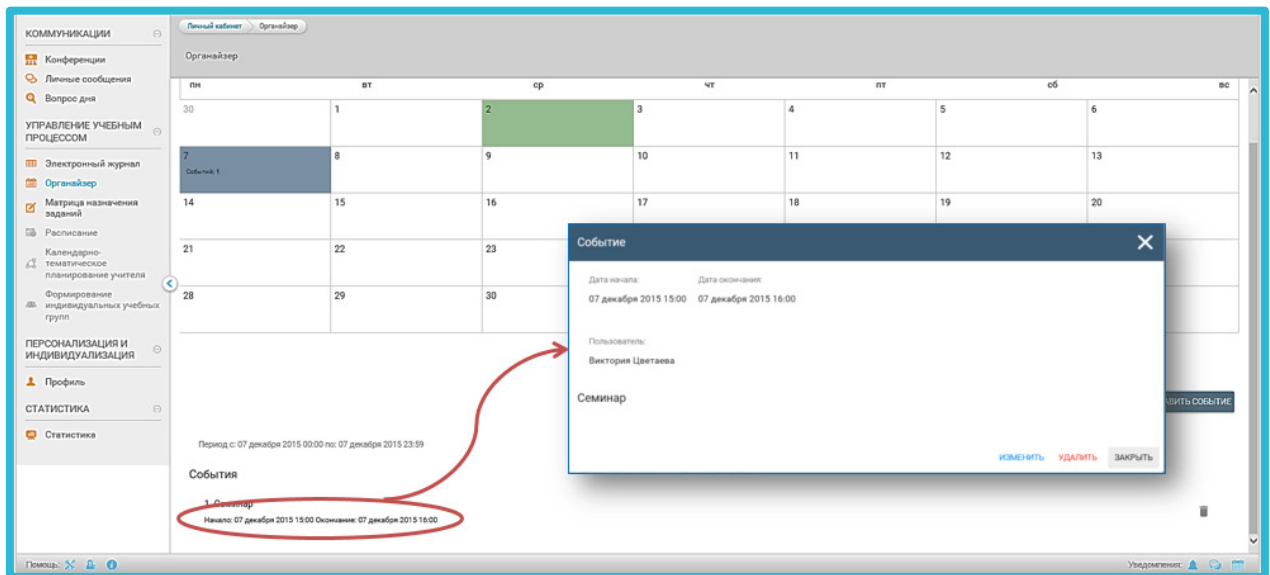 КОММУНИКАЦИИ
Конференции
Личные сообщения
Вопрос дня
УПРАВЛЕНИЕ УЧЕБНЫМ
ПРОЦЕССОМ
Электронный журнал
Органайзер
Матрица назначения
заданий
Расписание
Календарно-
тематическое
планирование учителя
Формирование
индивидуальных учебных
групп
ПЕРСОНАЛИЗАЦИЯ И
ИНДИВИДУАЛИЗАЦИЯ
Профиль
СТАТИСТИКА
Статистика
Личный кабинет Органайзер
Органайзер
пн вт ср чт пт сб вс
30 1 2 3 4 5 6
7 8 9 10 11 12 13
Событий: 1
14 15 16 17 18 19 20
21 22 23
28 29 30
Событие
Дата начала: Дата окончания:
07 декабря 2015 15:00 07 декабря 2015 16:00
Пользователь:
Виктория Цветаева
Семинар
ИЗМЕНИТЬ УДАЛИТЬ ЗАКРЫТЬ
АВИТЬ СОБЫТИЕ
Период с: 07 декабря 2015 00:00 по: 07 декабря 2015 23:59
События
1. Семинар
Начало: 07 декабря 2015 15:00 Окончание: 07 декабря 2015 16:00
Помощь: Уведомления: